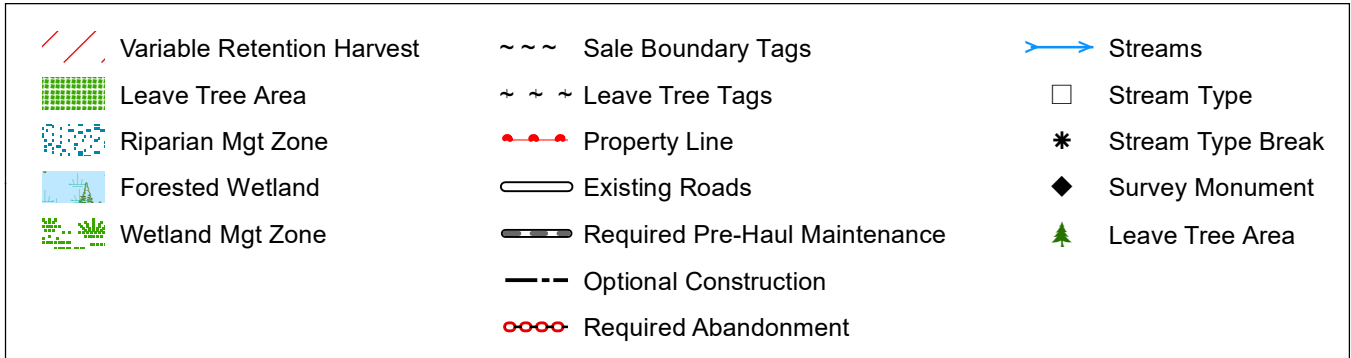 Variable Retention Harvest
Leave Tree Area
Riparian Mgt Zone
Forested Wetland
Wetland Mgt Zone
Sale Boundary Tags
Leave Tree Tags
Property Line
Existing Roads
Required Pre-Haul Maintenance
Optional Construction
Required Abandonment
Streams
Stream Type
Stream Type Break
Survey Monument
Leave Tree Area